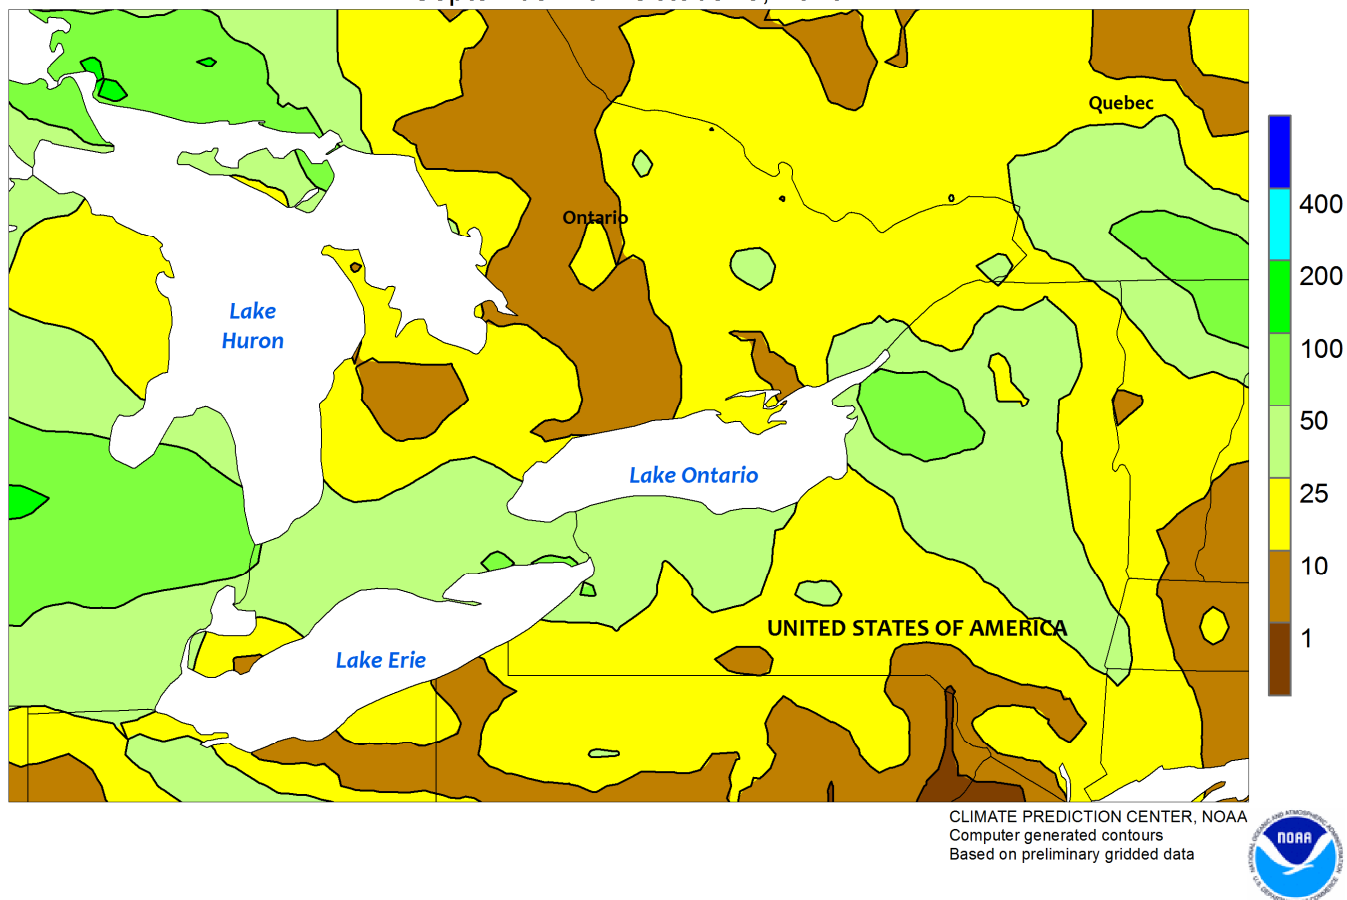 Quebec
Ontario
Lake
Huron
Lake Ontario
UNITED STATES OF AMERICA
Lake Erie
400
200
100
50
25
10
1
CLIMATE PREDICTION CENTER, NOAA
Computer generated contours
Based on preliminary gridded data
NOAA